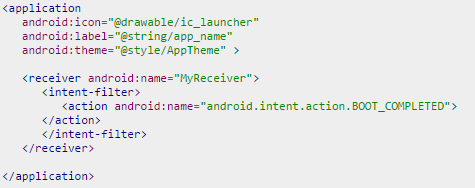 <application
   android:icon="@drawable/ic_launcher"
   android:label="@string/app_name"
   android:theme="@style/AppTheme" >

   <receiver android:name="MyReceiver">
      <intent-filter>
         <action android:name="android.intent.action.BOOT_COMPLETED">
      </action>
      </intent-filter>
   </receiver>

</application>